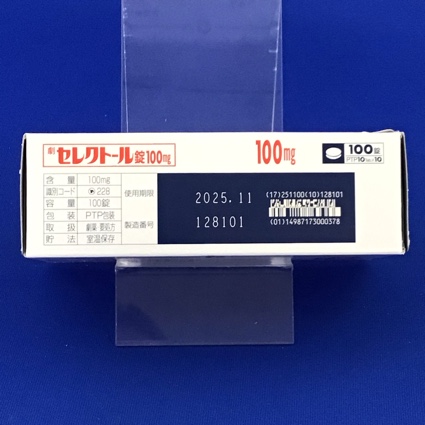 劇 セレクトール錠100mg
100mg
100錠
PTP10錠×10
含量 100mg
識別コード 228
容量 100錠
包装 PTP包装
取扱 劇薬・要処方
貯法 室温保存
使用期限 2025.11
製造番号 128101
(17)251100(10)128101
(01)14987173000378